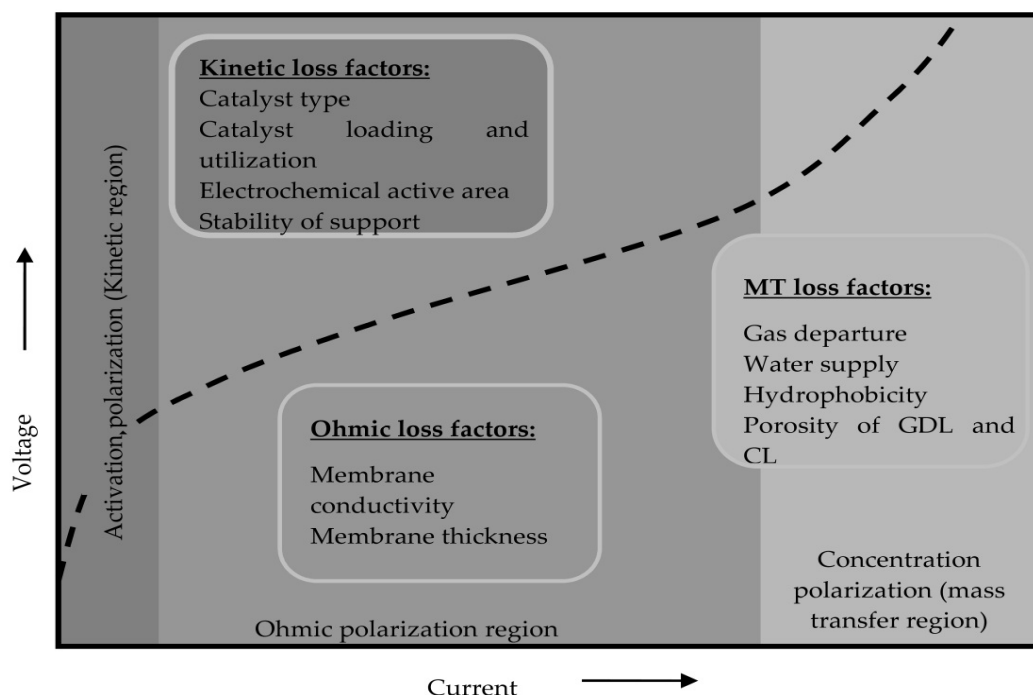 Kinetic loss factors:
Catalyst type
Catalyst loading and
utilization
Electrochemical active area
Stability of support
Activation,polarization (Kinetic region)
MT loss factors:
Gas departure
Water supply
Hydrophobicity
Porosity of GDL and
CL
Voltage
Ohmic loss factors:
Membrane
conductivity
Membrane thickness
Concentration
polarization (mass
transfer region)
Ohmic polarization region
Current